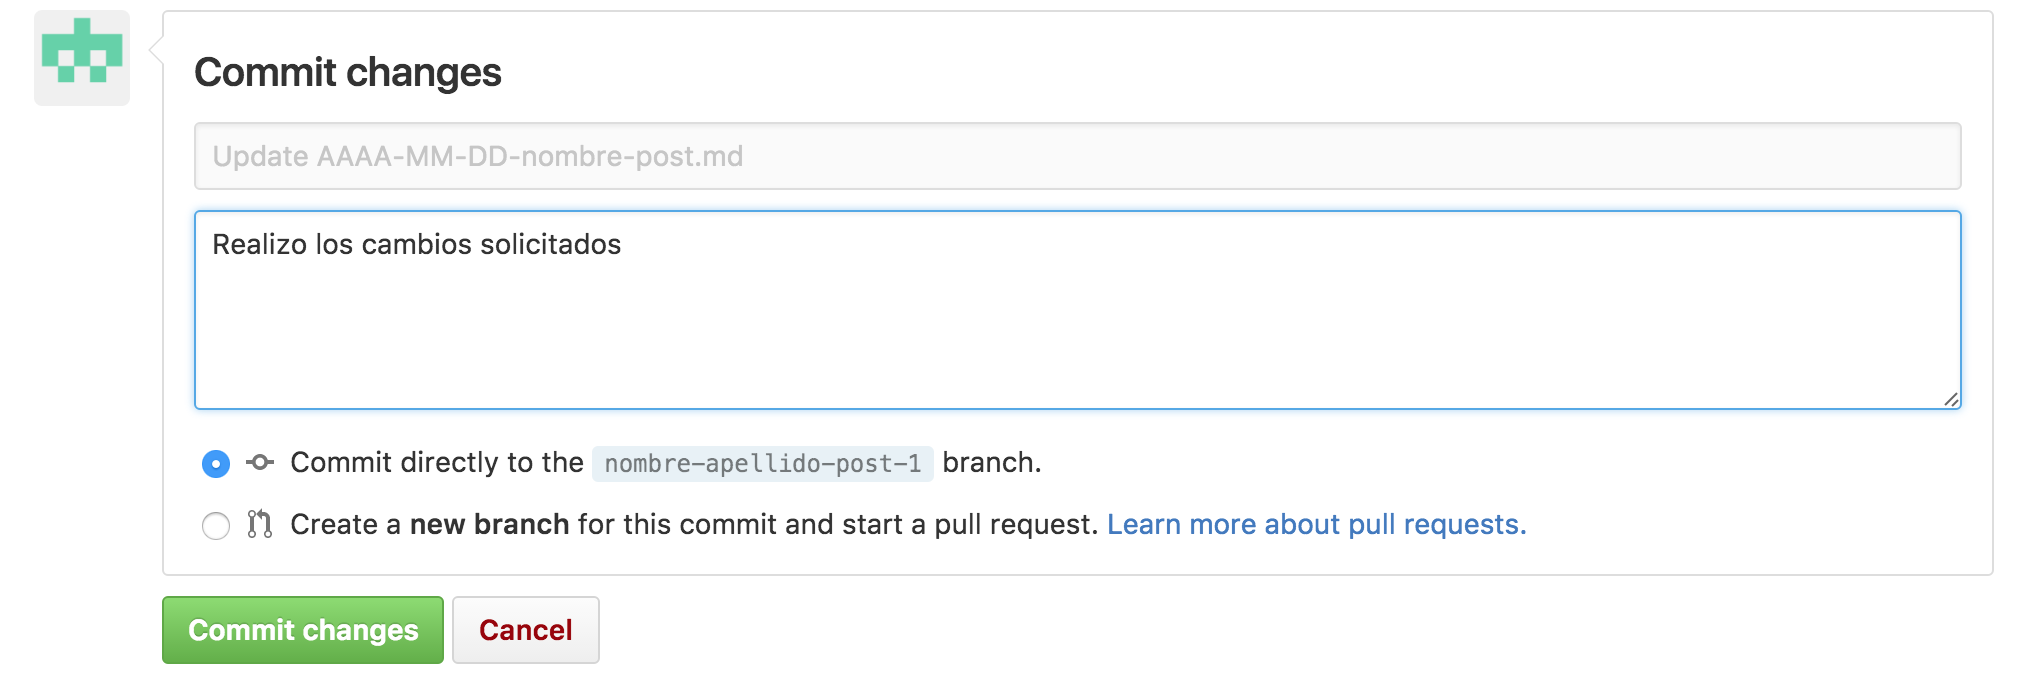 Commit changes
Update AAAA-MM-DD-nombre-post.md
Realizo los cambios solicitados
Commit directly to the nombre-apellido-post-1 branch.
Create a new branch for this commit and start a pull request. Learn more about pull requests.
Commit changes Cancel